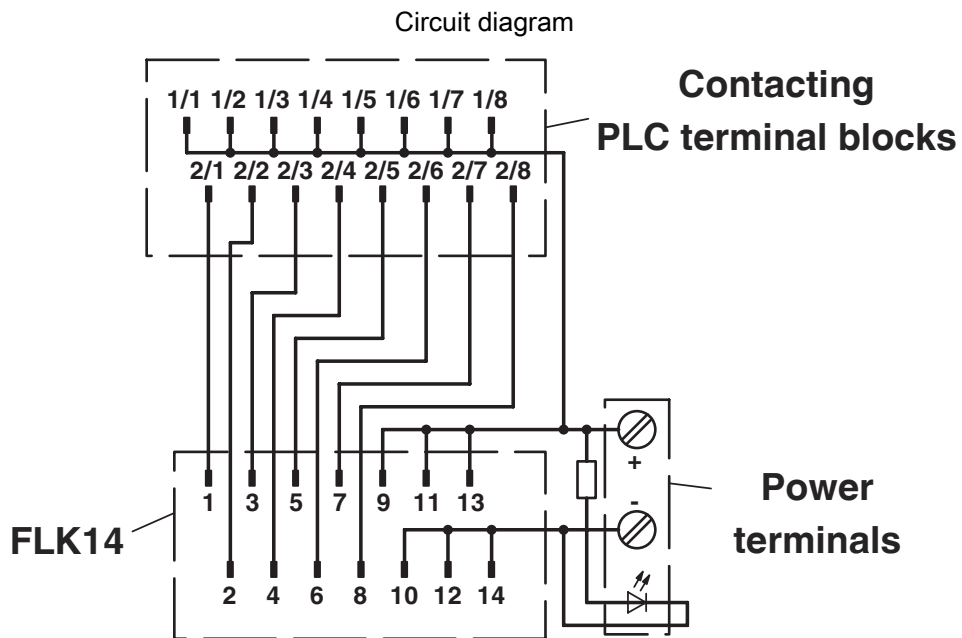 Circuit diagram
Contacting
PLC terminal blocks
1/1 1/2 1/3 1/4 1/5 1/6 1/7 1/8
2/1 2/2 2/3 2/4 2/5 2/6 2/7 2/8
+
-
Power
terminals
FLK14
1 3 5 7 9 11 13
2 4 6 8 10 12 14